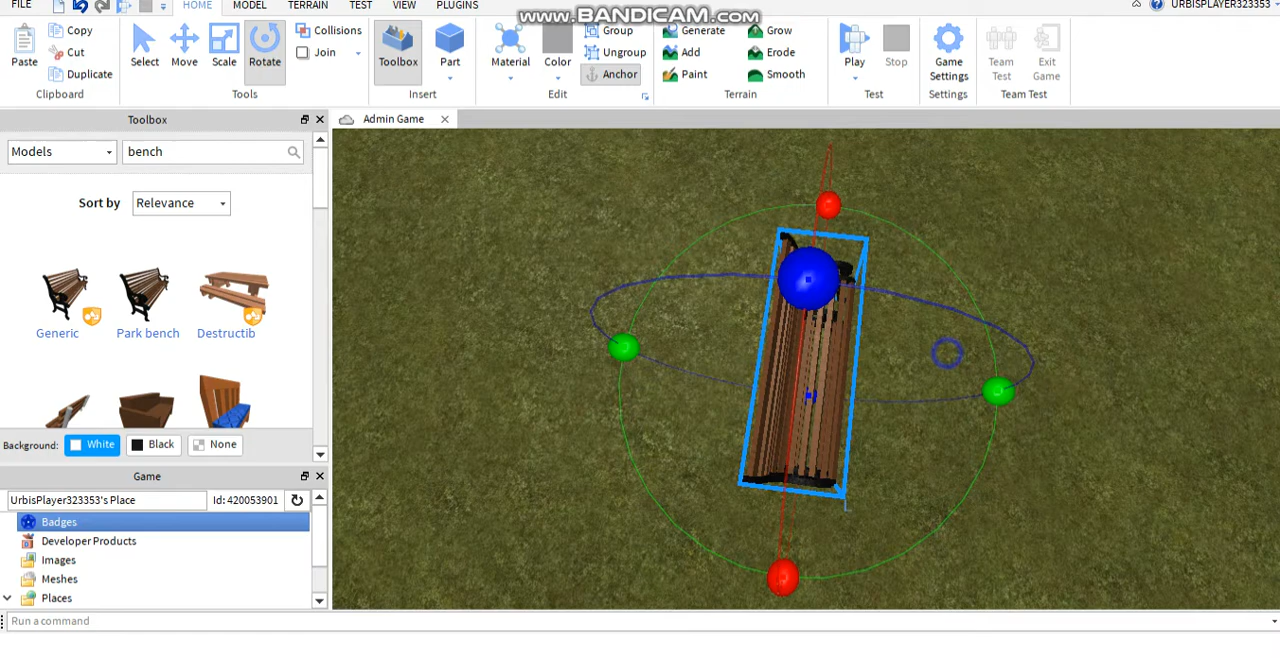 www.BANDICAM.com
FILE HOME MODEL TERRAIN TEST VIEW PLUGINS URBISPLAYER323353
Paste Copy Cut Duplicate Clipboard
Select Move Scale Rotate Collisions Join Tools
Toolbox Part Insert
Material Color Group Ungroup Anchor Edit
Generate Add Paint Grow Erode Smooth Terrain
Play Stop Test
Game Settings Settings
Team Test Exit Game Team Test
Toolbox
Admin Game
Models bench
Sort by Relevance
Generic Park bench Destructib
Background: White Black None
Game
UrbisPlayer323353's Place Id: 420053901
Badges
Developer Products
Images
Meshes
Places
Run a command